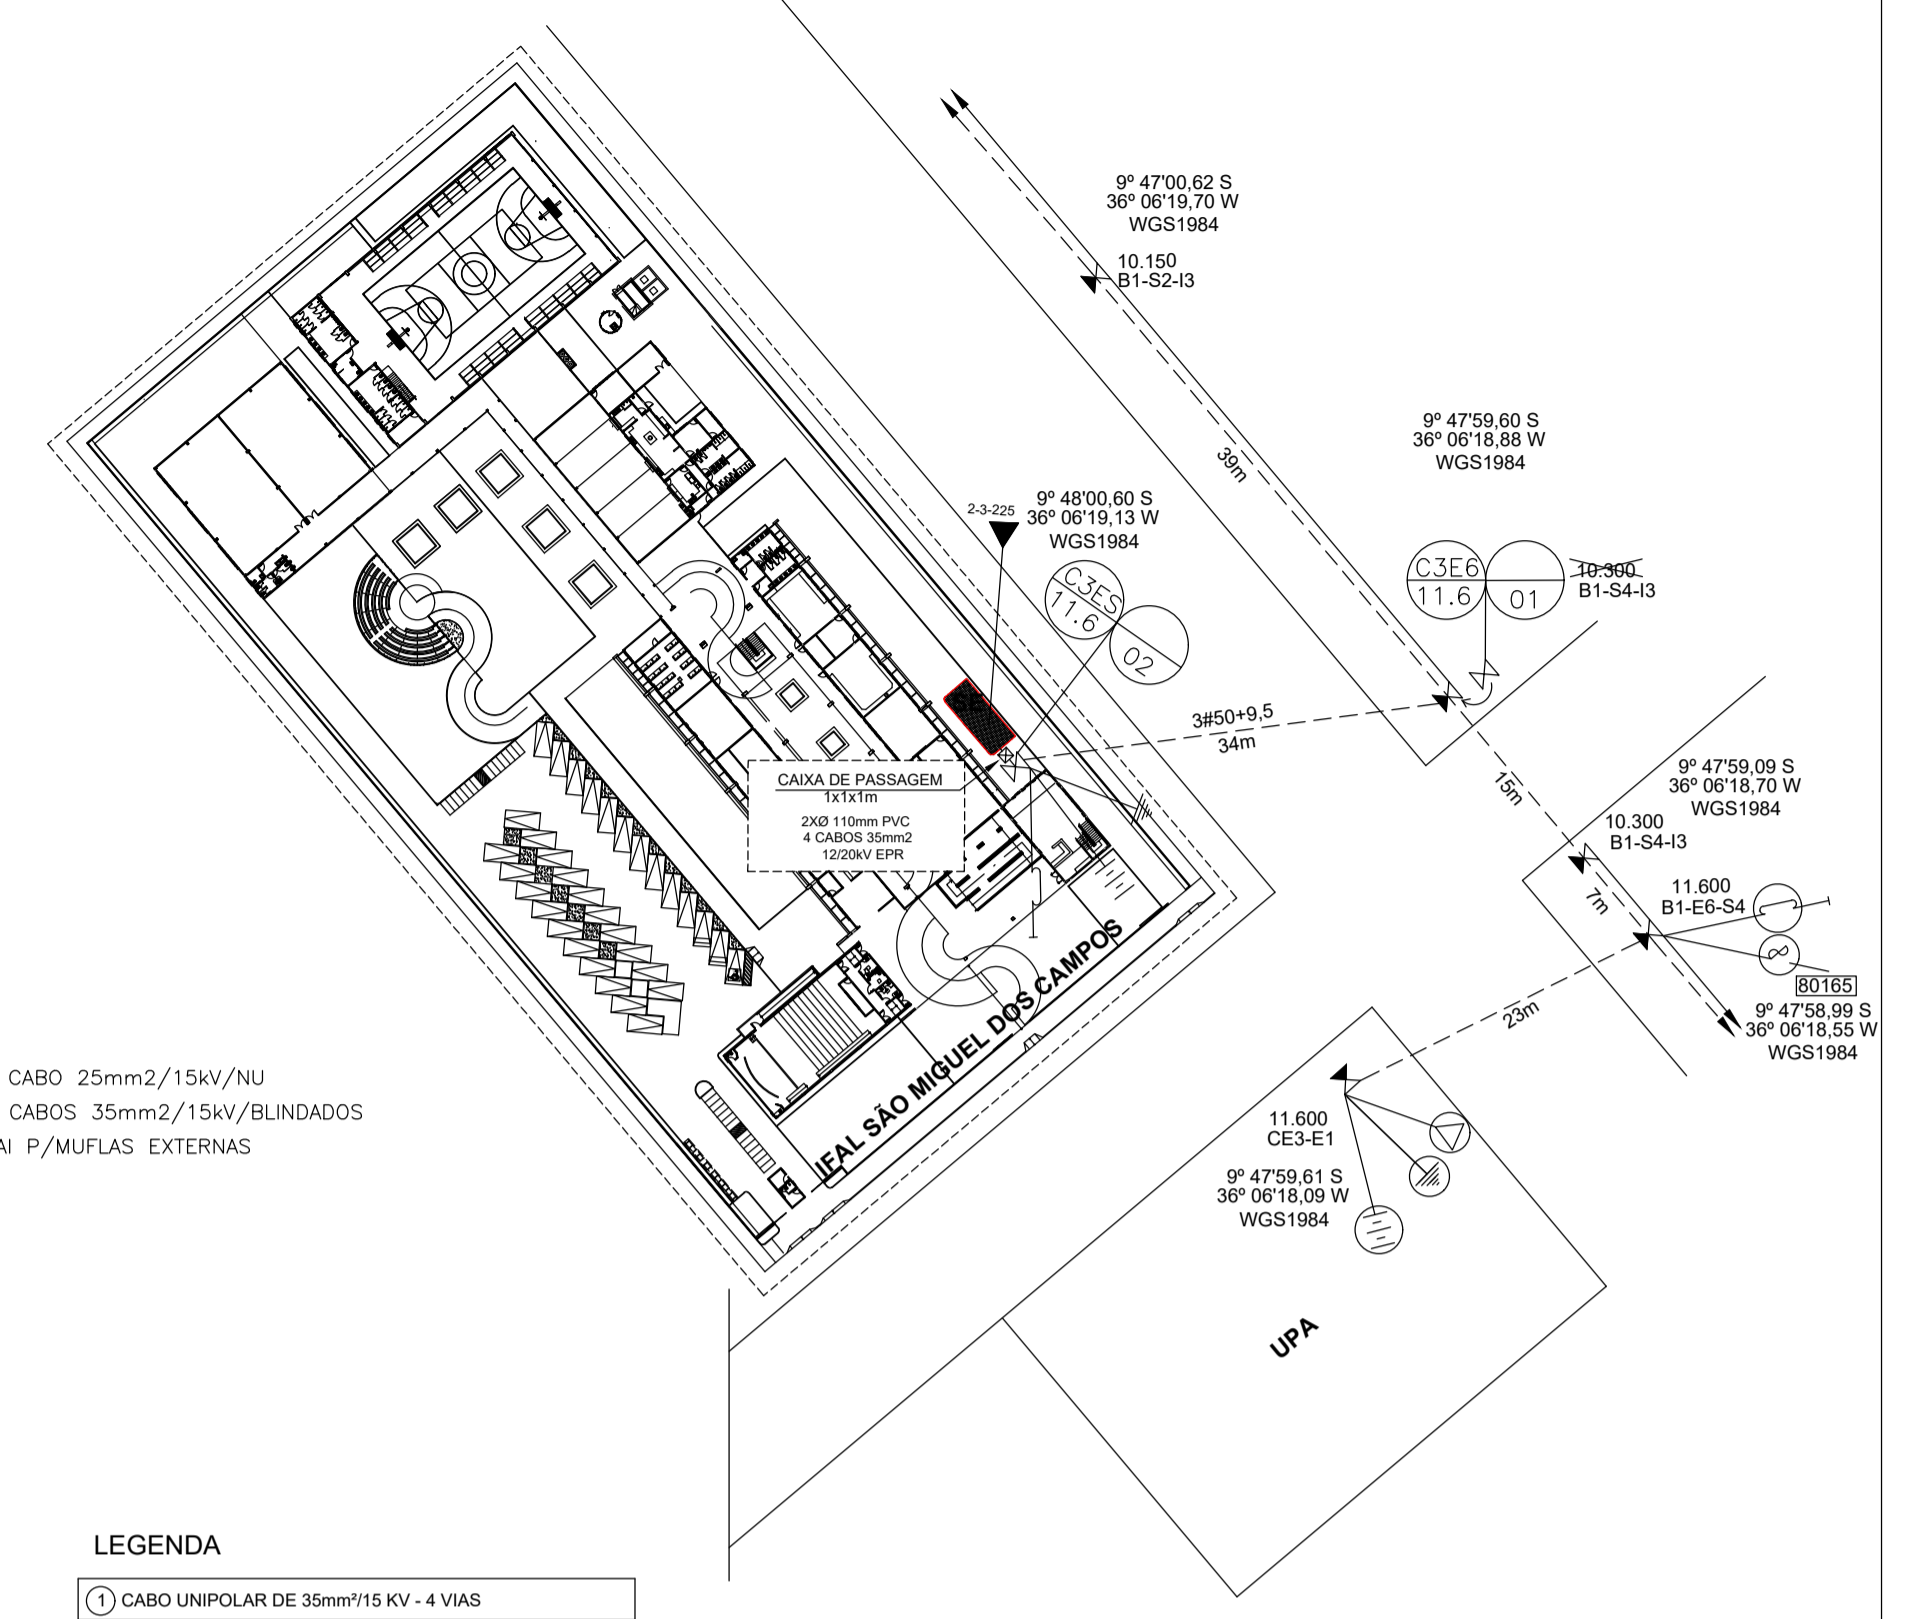 9º 47'00,62 S
36º 06'19,70 W
WGS1984
10.150
B1-S2-I3
39m
9º 47'59,60 S
36º 06'18,88 W
WGS1984
2-3-225
9º 48'00,60 S
36º 06'19,13 W
WGS1984
C3ES
11.6
02
C3E6
11.6
01
10.300
B1-S4-I3
3#50+9,5
34m
15m
9º 47'59,09 S
36º 06'18,70 W
WGS1984
10.300
B1-S4-I3
CAIXA DE PASSAGEM
1x1x1m
2XØ 110mm PVC
4 CABOS 35mm2
12/20kV EPR
7m
11.600
B1-E6-S4
80165
9º 47'58,99 S
36º 06'18,55 W
WGS1984
23m
IFAL SÃO MIGUEL DOS CAMPOS
11.600
CE3-E1
9º 47'59,61 S
36º 06'18,09 W
WGS1984
UPA
CABO 25mm2/15kV/NU
CABOS 35mm2/15kV/BLINDADOS
AI P/MUFLAS EXTERNAS
LEGENDA
1 CABO UNIPOLAR DE 35mm²/15 KV - 4 VIAS